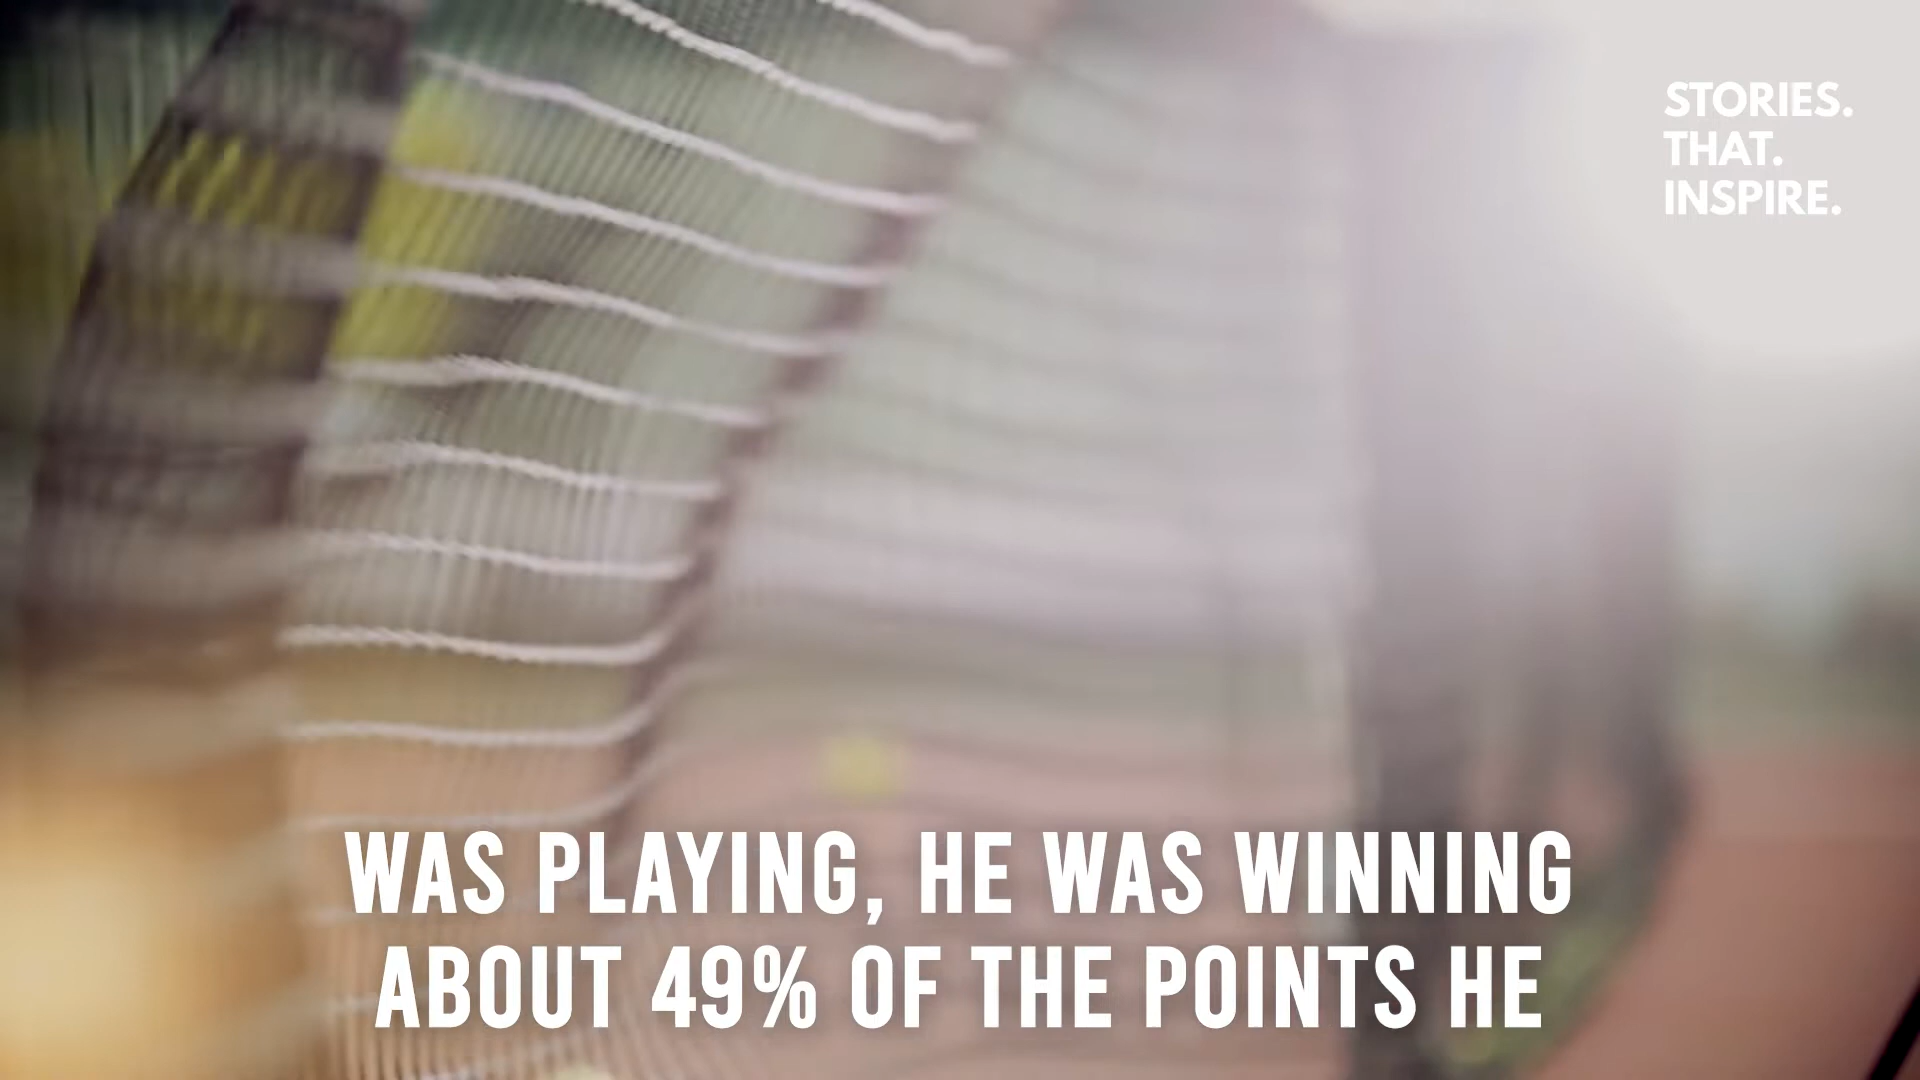 STORIES.
THAT.
INSPIRE.
WAS PLAYING, HE WAS WINNING
ABOUT 49% OF THE POINTS HE